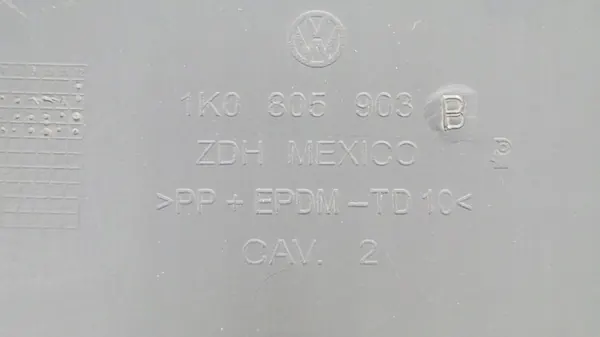 1K0 805 903 B
ZDH MEXICO
>PP + EPDM -TD 10<
CAV. 2